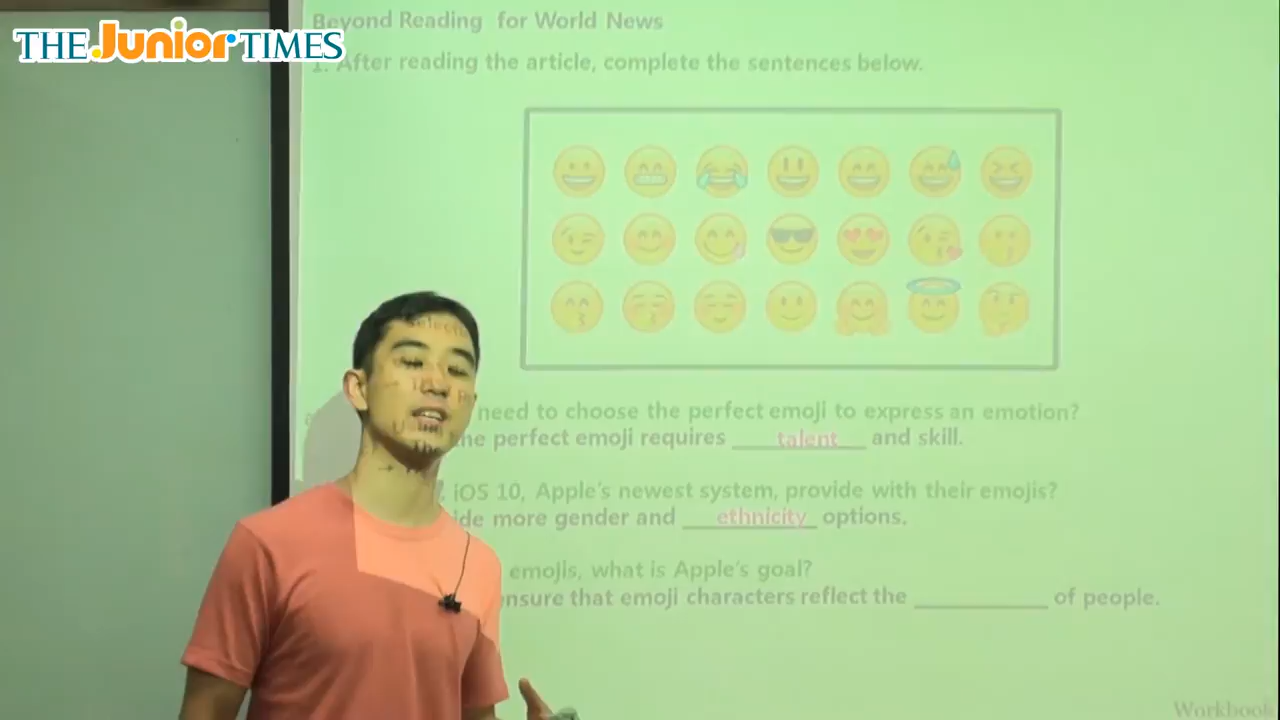 THE Junior TIMES
Beyond Reading for World News
1. After reading the article, complete the sentences below.
need to choose the perfect emoji to express an emotion?
the perfect emoji requires talent and skill.
iOS 10, Apple's newest system, provide with their emojis?
more gender and ethnicity options.
emojis, what is Apple's goal?
that emoji characters reflect the ____________ of people.
Workbook